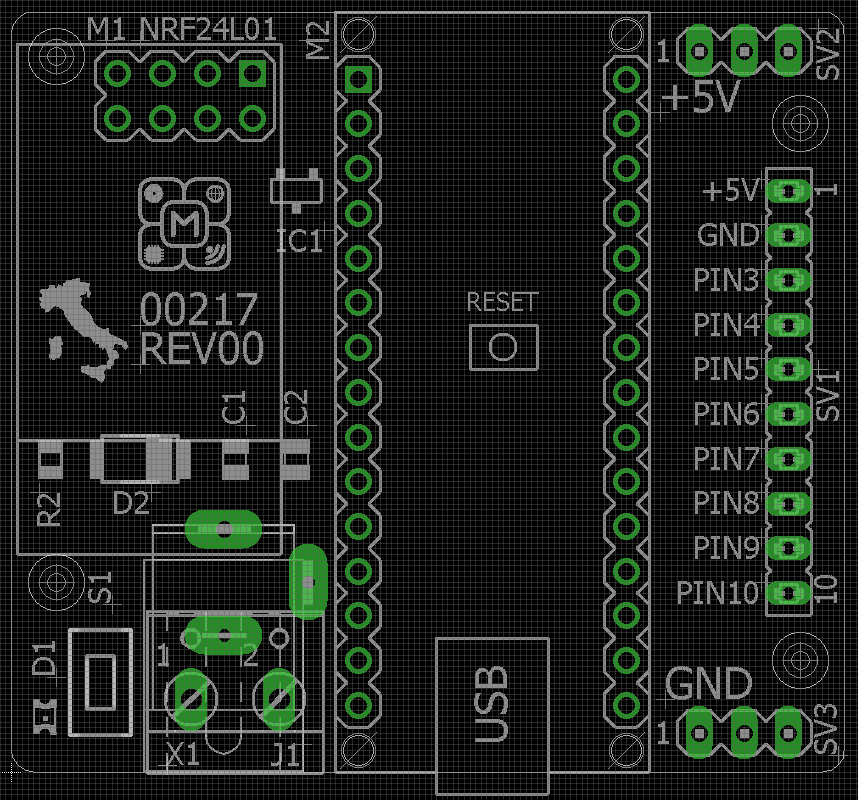 M1 NRF24L01
M2
1
SV2
+5V
+5V
1
GND
PIN3
PIN4
PIN5
PIN6
PIN7
PIN8
PIN9
PIN10
10
SV1
IC1
M
00217
REV00
RESET
C1
C2
R2
D2
S1
D1
1
2
X1
J1
USB
GND
1
SV3